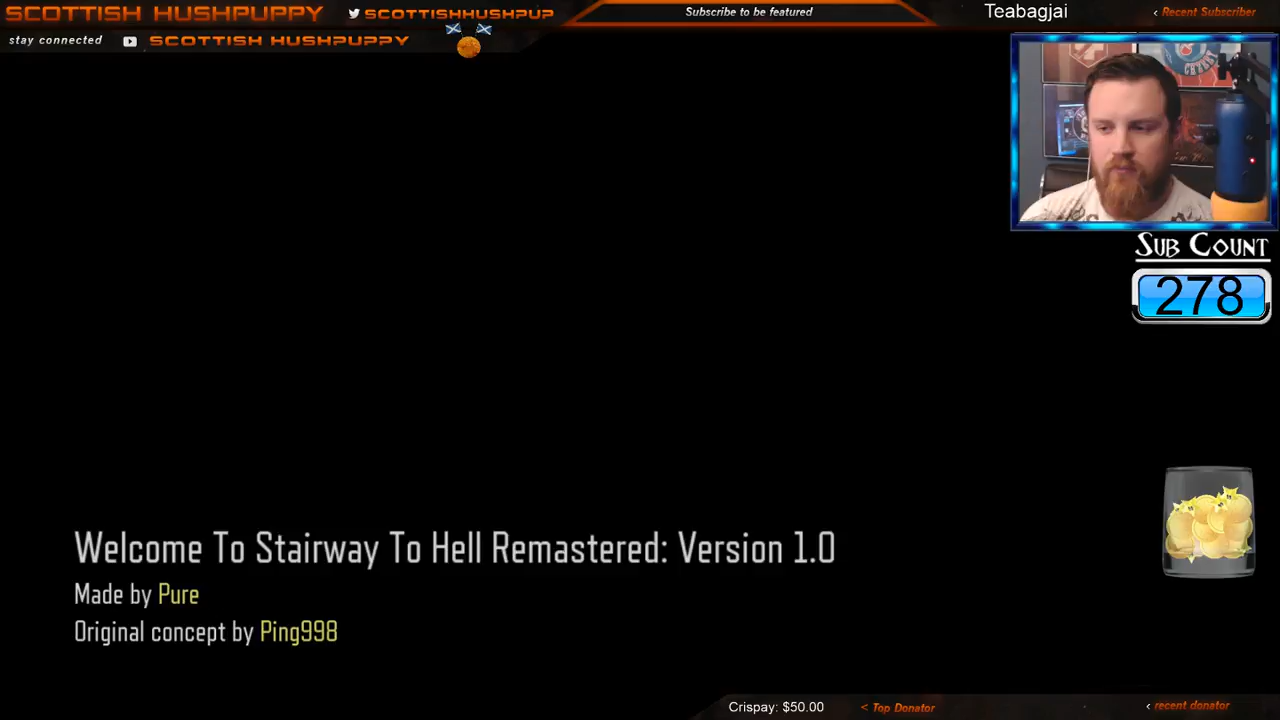 SCOTTISH HUSHPUPPY
SCOTTISHHUSHPUP
Subscribe to be featured
Teabagjai
< Recent Subscriber
stay connected
SCOTTISH HUSHPUPPY
SUB COUNT
278
Welcome To Stairway To Hell Remastered: Version 1.0
Made by Pure
Original concept by Ping998
Crispay: $50.00
< Top Donator
< recent donator